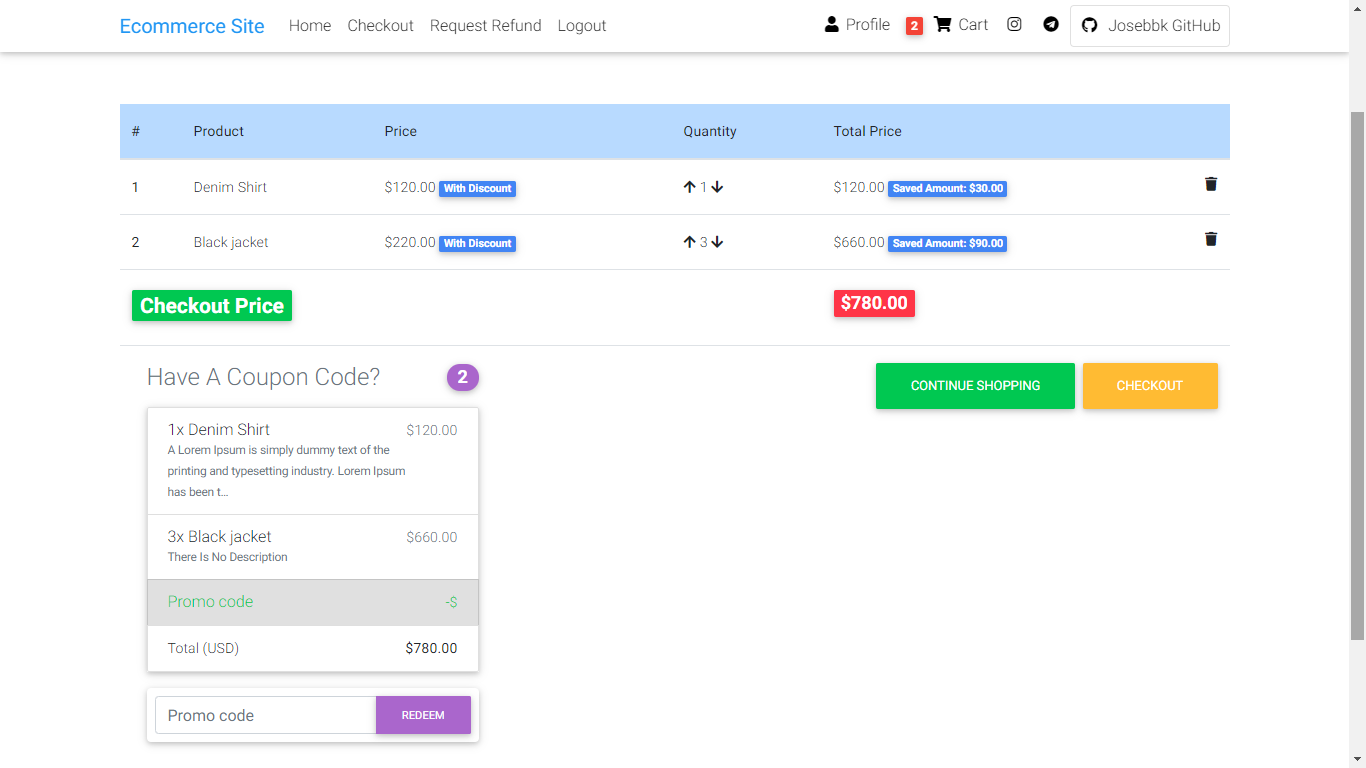 Ecommerce Site Home Checkout Request Refund Logout Profile 2 Cart Josebbk GitHub
# Product Price Quantity Total Price
1 Denim Shirt $120.00 With Discount 1 $120.00 Saved Amount: $30.00
2 Black jacket $220.00 With Discount 3 $660.00 Saved Amount: $90.00
Checkout Price $780.00
Have A Coupon Code? 2
CONTINUE SHOPPING CHECKOUT
1x Denim Shirt $120.00
A Lorem Ipsum is simply dummy text of the
printing and typesetting industry. Lorem Ipsum
has been t…
3x Black jacket $660.00
There Is No Description
Promo code -$
Total (USD) $780.00
Promo code REDEEM